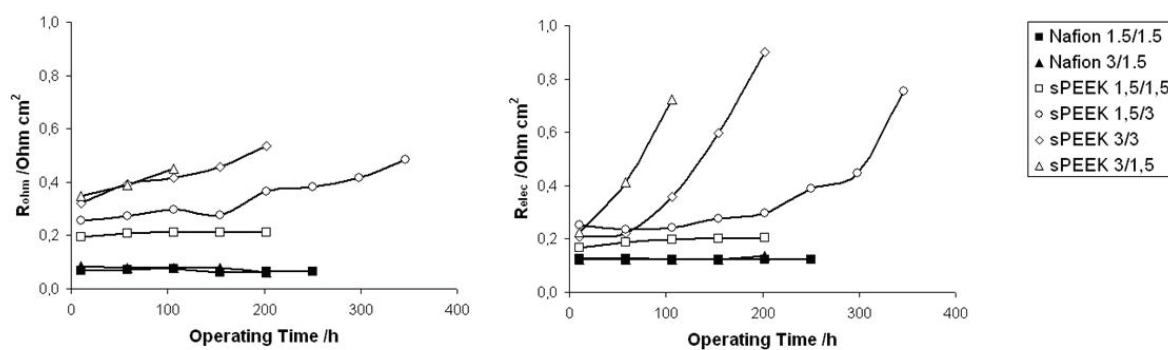 1,0
0,8
0,6
0,4
0,2
0,0
Rohm /Ohm cm²
0
100
200
300
400
Operating Time /h
1,0
0,8
0,6
0,4
0,2
0,0
Relec /Ohm cm²
0
100
200
300
400
Operating Time /h
Nafion 1.5/1.5
Nafion 3/1.5
sPEEK 1,5/1,5
sPEEK 1,5/3
sPEEK 3/3
sPEEK 3/1,5